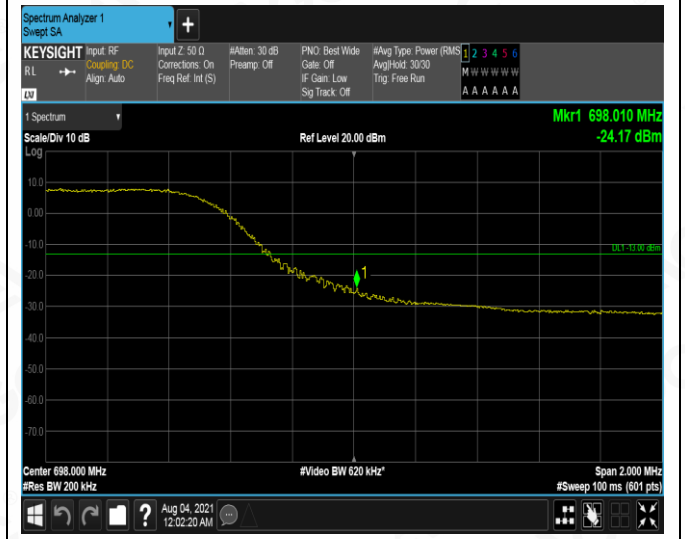 Spectrum Analyzer 1
Swept SA
+
KEYSIGHT
RL
LXI
Input: RF
Coupling: DC
Align: Auto
Input Z: 50 Ω
Corrections: On
Freq Ref: Int (S)
#Atten: 30 dB
Preamp: Off
PNO: Best Wide
Gate: Off
IF Gain: Low
Sig Track: Off
#Avg Type: Power (RMS
Avg|Hold: 30/30
Trig: Free Run
1 2 3 4 5 6
M W W W W W
A A A A A A
1 Spectrum
Mkr1 698.010 MHz
Scale/Div 10 dB
Ref Level 20.00 dBm
-24.17 dBm
Log
10.0
0.00
-10.0
DL1 -13.00 dBm
-20.0
1
-30.0
-40.0
-50.0
-60.0
-70.0
Center 698.000 MHz
#Video BW 620 kHz*
Span 2.000 MHz
#Res BW 200 kHz
#Sweep 100 ms (601 pts)
?
Aug 04, 2021
12:02:20 AM